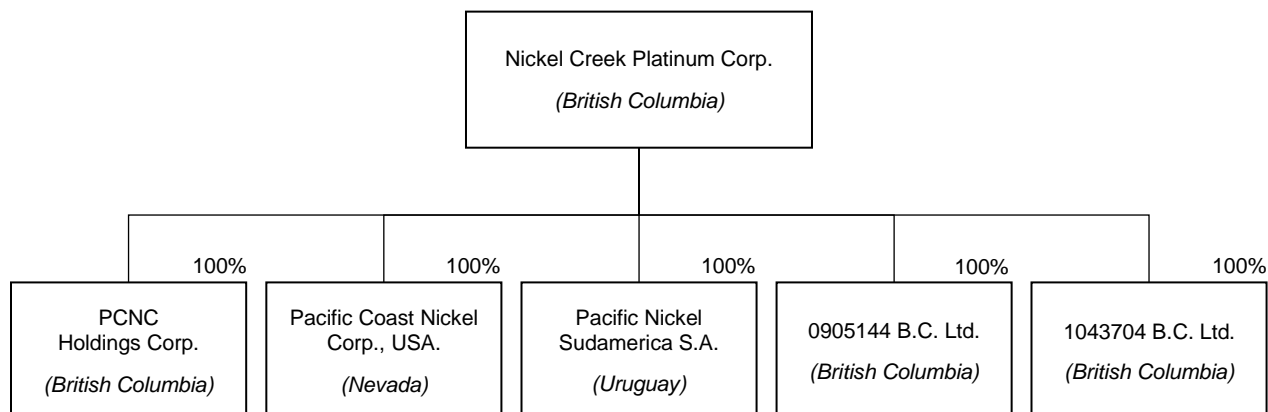 Nickel Creek Platinum Corp.
(British Columbia)
100%
PCNC
Holdings Corp.
(British Columbia)
100%
Pacific Coast Nickel
Corp., USA.
(Nevada)
100%
Pacific Nickel
Sudamerica S.A.
(Uruguay)
100%
0905144 B.C. Ltd.
(British Columbia)
100%
1043704 B.C. Ltd.
(British Columbia)